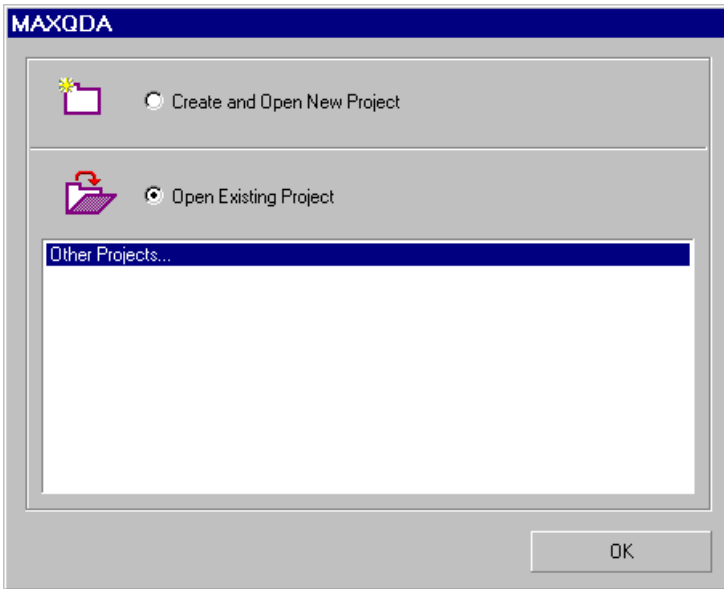 MAXQDA
Create and Open New Project
Open Existing Project
Other Projects...
OK